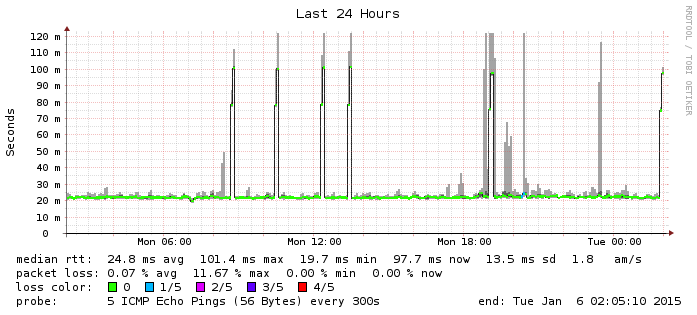 Last 24 Hours
RRDTOOL / TOBI OETIKER
Seconds
120 m
110 m
100 m
90 m
80 m
70 m
60 m
50 m
40 m
30 m
20 m
10 m
0
Mon 06:00 Mon 12:00 Mon 18:00 Tue 00:00
median rtt: 24.8 ms avg 101.4 ms max 19.7 ms min 97.7 ms now 13.5 ms sd 1.8 am/s
packet loss: 0.07 % avg 11.67 % max 0.00 % min 0.00 % now
loss color: 0 1/5 2/5 3/5 4/5
probe: 5 ICMP Echo Pings (56 Bytes) every 300s end: Tue Jan 6 02:05:10 2015